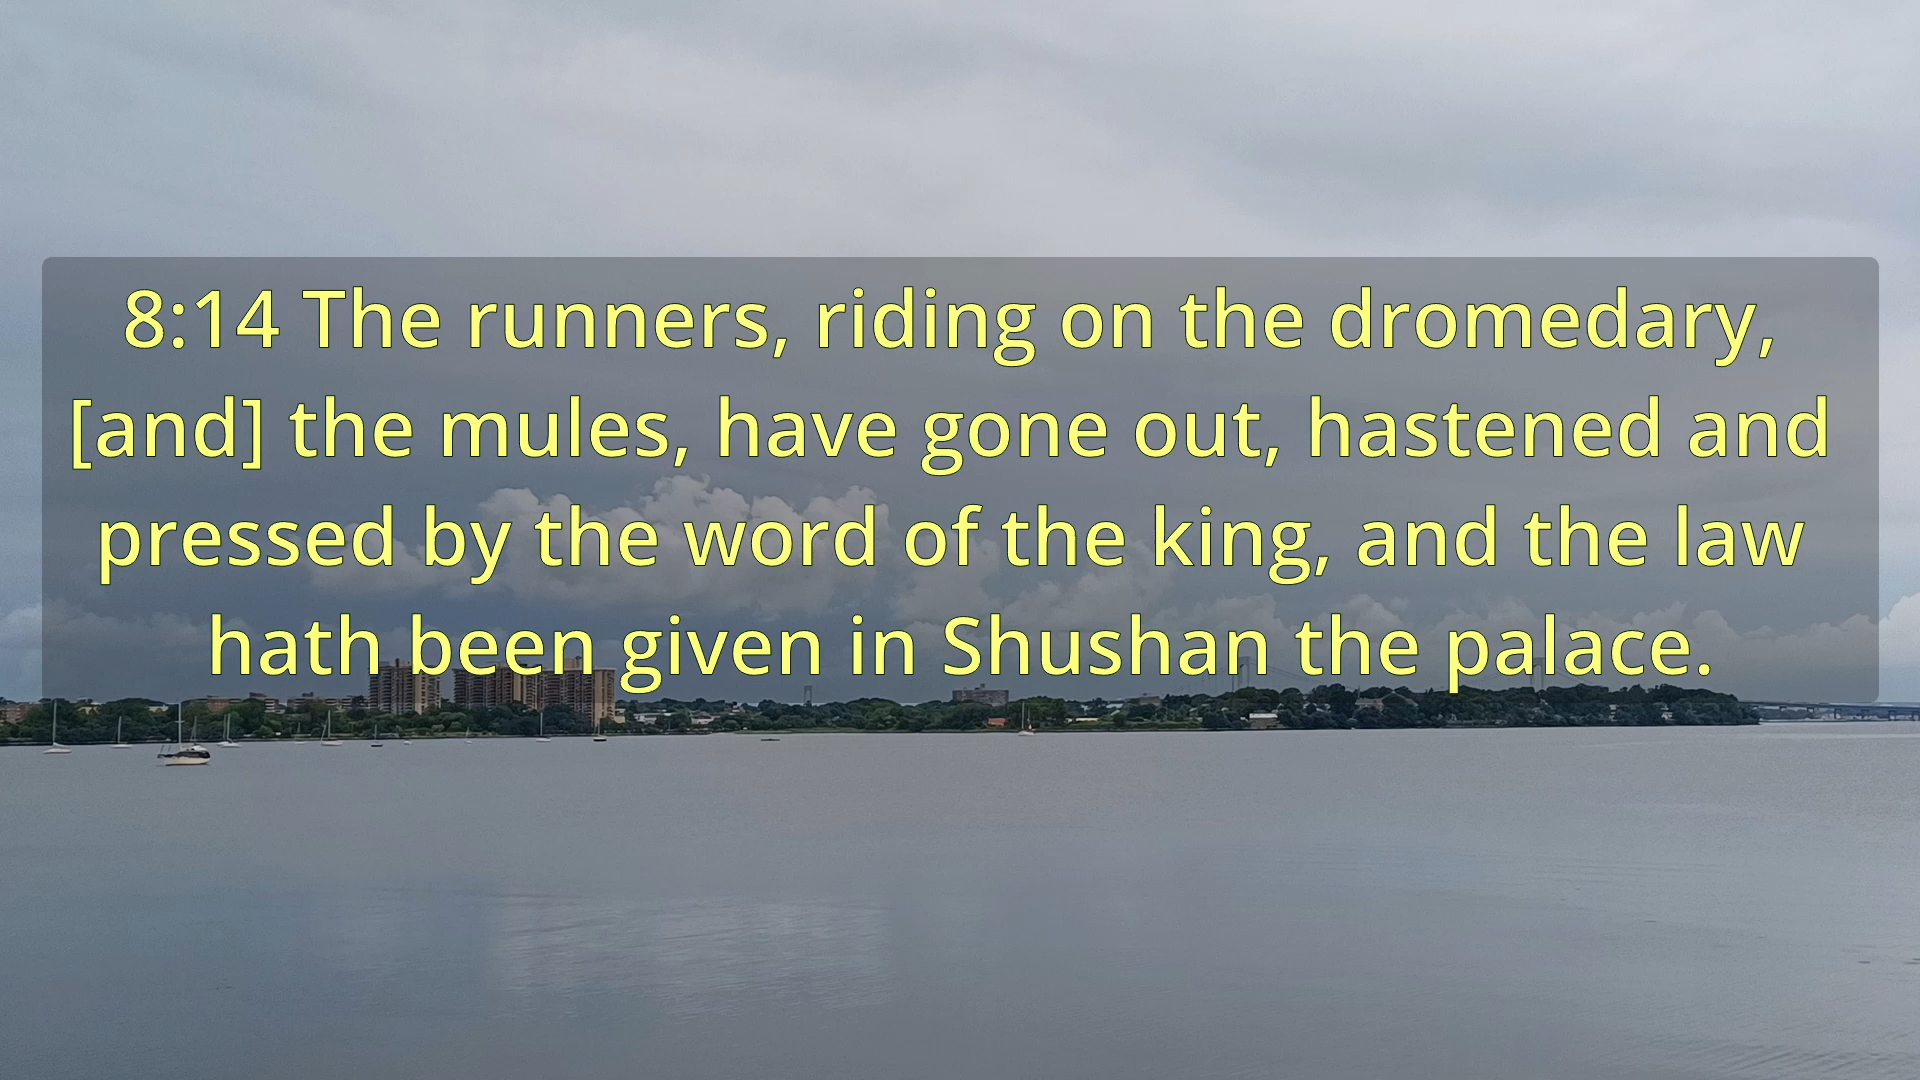 8:14 The runners, riding on the dromedary,
[and] the mules, have gone out, hastened and
pressed by the word of the king, and the law
hath been given in Shushan the palace.